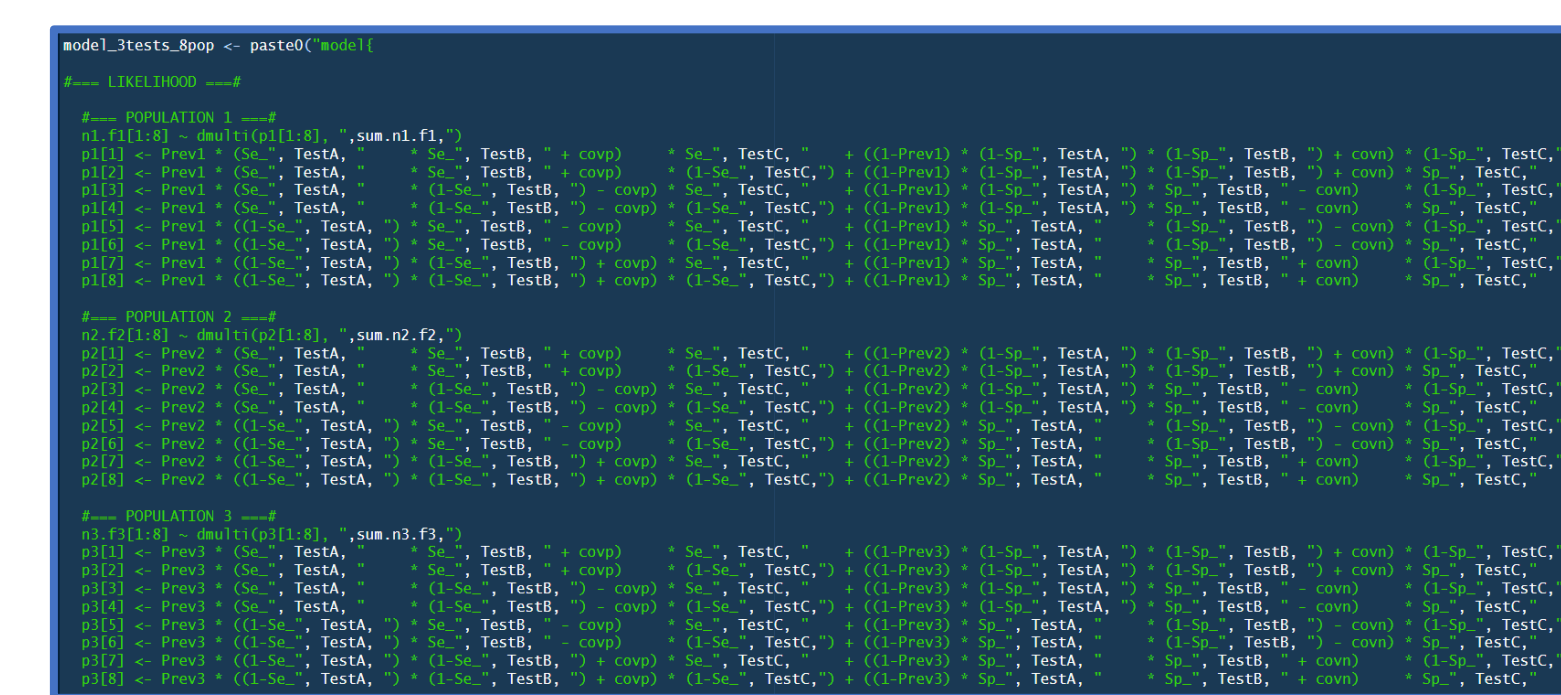 model_3tests_8pop <- paste0("model{
#=== LIKELIHOOD ===#
#=== POPULATION 1 ===#
n1.f1[1:8] ~ dmulti(p1[1:8], ",sum.n1.f1,")
p1[1] <- Prev1 * (Se_", TestA, " * Se_", TestB, " + covp) * Se_", TestC, " + ((1-Prev1) * (1-Sp_", TestA, ") * (1-Sp_", TestB, ") + covn) * (1-Sp_", TestC,"
p1[2] <- Prev1 * (Se_", TestA, " * Se_", TestB, " + covp) * (1-Se_", TestC,") + ((1-Prev1) * (1-Sp_", TestA, ") * (1-Sp_", TestB, ") + covn) * Sp_", TestC,"
p1[3] <- Prev1 * (Se_", TestA, " * (1-Se_", TestB, ") - covp) * Se_", TestC, " + ((1-Prev1) * (1-Sp_", TestA, ") * Sp_", TestB, " - covn) * (1-Sp_", TestC,"
p1[4] <- Prev1 * (Se_", TestA, " * (1-Se_", TestB, ") - covp) * (1-Se_", TestC,") + ((1-Prev1) * (1-Sp_", TestA, ") * Sp_", TestB, " - covn) * Sp_", TestC,"
p1[5] <- Prev1 * ((1-Se_", TestA, ") * Se_", TestB, " - covp) * Se_", TestC, " + ((1-Prev1) * Sp_", TestA, " * (1-Sp_", TestB, ") - covn) * (1-Sp_", TestC,"
p1[6] <- Prev1 * ((1-Se_", TestA, ") * Se_", TestB, " - covp) * (1-Se_", TestC,") + ((1-Prev1) * Sp_", TestA, " * (1-Sp_", TestB, ") - covn) * Sp_", TestC,"
p1[7] <- Prev1 * ((1-Se_", TestA, ") * (1-Se_", TestB, ") + covp) * Se_", TestC, " + ((1-Prev1) * Sp_", TestA, " * Sp_", TestB, " + covn) * (1-Sp_", TestC,"
p1[8] <- Prev1 * ((1-Se_", TestA, ") * (1-Se_", TestB, ") + covp) * (1-Se_", TestC,") + ((1-Prev1) * Sp_", TestA, " * Sp_", TestB, " + covn) * Sp_", TestC,"
#=== POPULATION 2 ===#
n2.f2[1:8] ~ dmulti(p2[1:8], ",sum.n2.f2,")
p2[1] <- Prev2 * (Se_", TestA, " * Se_", TestB, " + covp) * Se_", TestC, " + ((1-Prev2) * (1-Sp_", TestA, ") * (1-Sp_", TestB, ") + covn) * (1-Sp_", TestC,"
p2[2] <- Prev2 * (Se_", TestA, " * Se_", TestB, " + covp) * (1-Se_", TestC,") + ((1-Prev2) * (1-Sp_", TestA, ") * (1-Sp_", TestB, ") + covn) * Sp_", TestC,"
p2[3] <- Prev2 * (Se_", TestA, " * (1-Se_", TestB, ") - covp) * Se_", TestC, " + ((1-Prev2) * (1-Sp_", TestA, ") * Sp_", TestB, " - covn) * (1-Sp_", TestC,"
p2[4] <- Prev2 * (Se_", TestA, " * (1-Se_", TestB, ") - covp) * (1-Se_", TestC,") + ((1-Prev2) * (1-Sp_", TestA, ") * Sp_", TestB, " - covn) * Sp_", TestC,"
p2[5] <- Prev2 * ((1-Se_", TestA, ") * Se_", TestB, " - covp) * Se_", TestC, " + ((1-Prev2) * Sp_", TestA, " * (1-Sp_", TestB, ") - covn) * (1-Sp_", TestC,"
p2[6] <- Prev2 * ((1-Se_", TestA, ") * Se_", TestB, " - covp) * (1-Se_", TestC,") + ((1-Prev2) * Sp_", TestA, " * (1-Sp_", TestB, ") - covn) * Sp_", TestC,"
p2[7] <- Prev2 * ((1-Se_", TestA, ") * (1-Se_", TestB, ") + covp) * Se_", TestC, " + ((1-Prev2) * Sp_", TestA, " * Sp_", TestB, " + covn) * (1-Sp_", TestC,"
p2[8] <- Prev2 * ((1-Se_", TestA, ") * (1-Se_", TestB, ") + covp) * (1-Se_", TestC,") + ((1-Prev2) * Sp_", TestA, " * Sp_", TestB, " + covn) * Sp_", TestC,"
#=== POPULATION 3 ===#
n3.f3[1:8] ~ dmulti(p3[1:8], ",sum.n3.f3,")
p3[1] <- Prev3 * (Se_", TestA, " * Se_", TestB, " + covp) * Se_", TestC, " + ((1-Prev3) * (1-Sp_", TestA, ") * (1-Sp_", TestB, ") + covn) * (1-Sp_", TestC,"
p3[2] <- Prev3 * (Se_", TestA, " * Se_", TestB, " + covp) * (1-Se_", TestC,") + ((1-Prev3) * (1-Sp_", TestA, ") * (1-Sp_", TestB, ") + covn) * Sp_", TestC,"
p3[3] <- Prev3 * (Se_", TestA, " * (1-Se_", TestB, ") - covp) * Se_", TestC, " + ((1-Prev3) * (1-Sp_", TestA, ") * Sp_", TestB, " - covn) * (1-Sp_", TestC,"
p3[4] <- Prev3 * (Se_", TestA, " * (1-Se_", TestB, ") - covp) * (1-Se_", TestC,") + ((1-Prev3) * (1-Sp_", TestA, ") * Sp_", TestB, " - covn) * Sp_", TestC,"
p3[5] <- Prev3 * ((1-Se_", TestA, ") * Se_", TestB, " - covp) * Se_", TestC, " + ((1-Prev3) * Sp_", TestA, " * (1-Sp_", TestB, ") - covn) * (1-Sp_", TestC,"
p3[6] <- Prev3 * ((1-Se_", TestA, ") * Se_", TestB, " - covp) * (1-Se_", TestC,") + ((1-Prev3) * Sp_", TestA, " * (1-Sp_", TestB, ") - covn) * Sp_", TestC,"
p3[7] <- Prev3 * ((1-Se_", TestA, ") * (1-Se_", TestB, ") + covp) * Se_", TestC, " + ((1-Prev3) * Sp_", TestA, " * Sp_", TestB, " + covn) * (1-Sp_", TestC,"
p3[8] <- Prev3 * ((1-Se_", TestA, ") * (1-Se_", TestB, ") + covp) * (1-Se_", TestC,") + ((1-Prev3) * Sp_", TestA, " * Sp_", TestB, " + covn) * Sp_", TestC,"